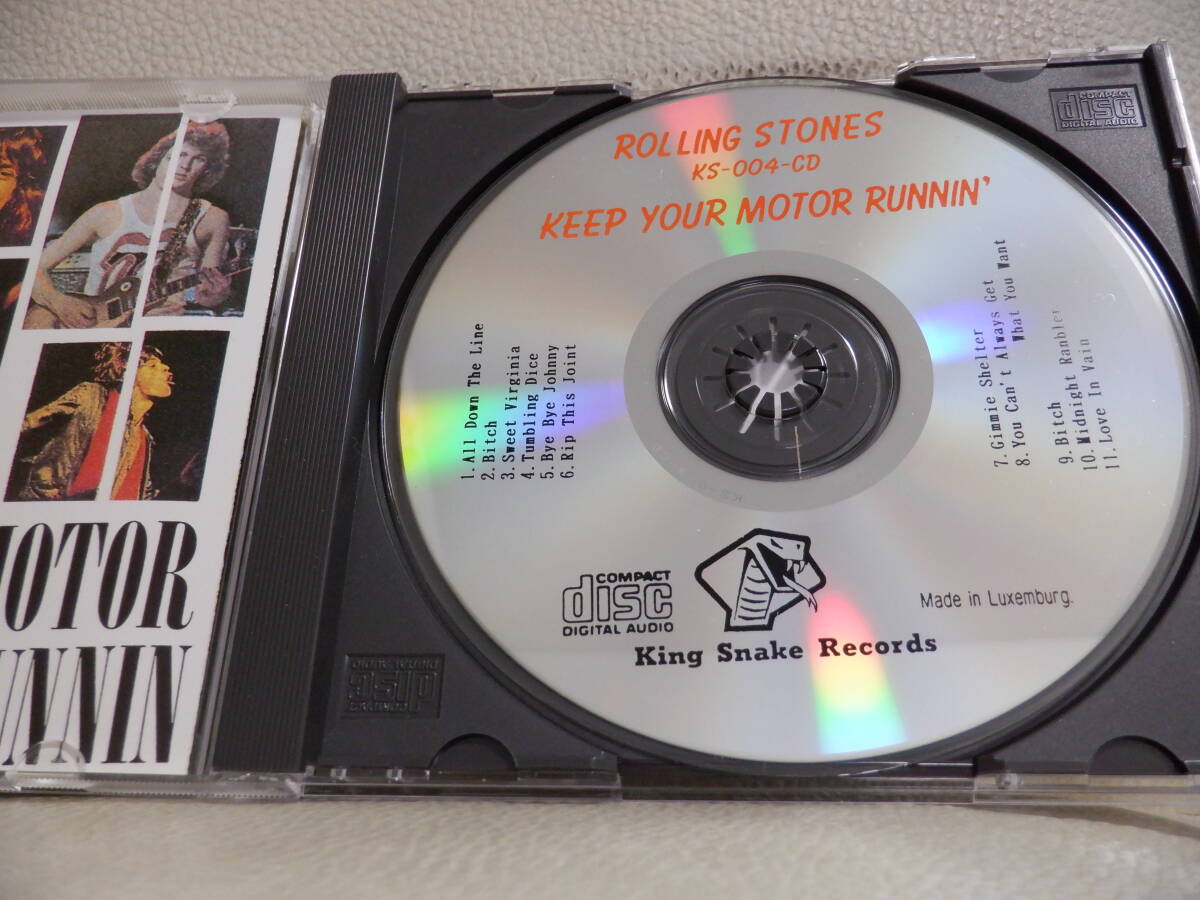 MOTOR
UNNIN
ROLLING STONES
KS-004-CD
KEEP YOUR MOTOR RUNNIN'
1. All Down The Line
2. Bitch
3. Sweet Virginia
4. Tumbling Dice
5. Bye Bye Johnny
6. Rip This Joint
7. Gimmie Shelter
8. You Can't Always Get
What You Want
9. Bitch
10. Midnight Ranbler
11. Love In Vain
COMPACT
disc
DIGITAL AUDIO
King Snake Records
Made in Luxemburg.
COMPACT
disc
DIGITAL AUDIO